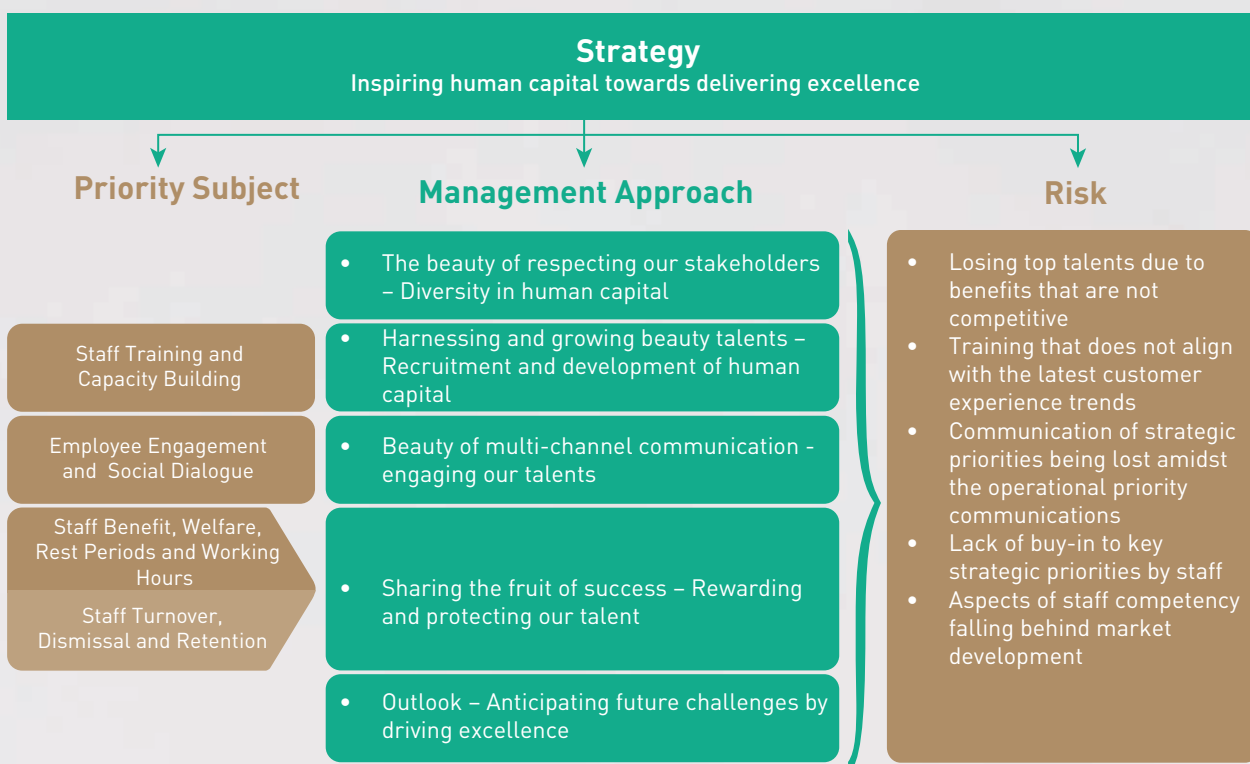 Strategy
Inspiring human capital towards delivering excellence
Priority Subject
Management Approach
Risk
Staff Training and
Capacity Building
Employee Engagement
and  Social Dialogue
Staff Benefit, Welfare,
Rest Periods and Working
Hours
Staff Turnover,
Dismissal and Retention
• The beauty of respecting our stakeholders
– Diversity in human capital
• Harnessing and growing beauty talents –
Recruitment and development of human
capital
• Beauty of multi-channel communication -
engaging our talents
• Sharing the fruit of success – Rewarding
and protecting our talent
• Outlook – Anticipating future challenges by
driving excellence
• Losing top talents due to
benefits that are not
competitive
• Training that does not align
with the latest customer
experience trends
• Communication of strategic
priorities being lost amidst
the operational priority
communications
• Lack of buy-in to key
strategic priorities by staff
• Aspects of staff competency
falling behind market
development